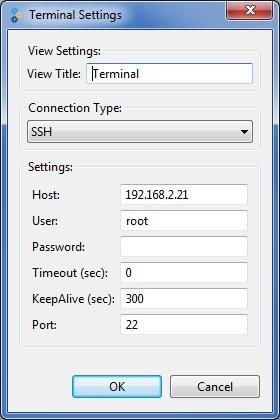 Terminal Settings
View Settings:
View Title: Terminal
Connection Type:
SSH
Settings:
Host: 192.168.2.21
User: root
Password:
Timeout (sec): 0
KeepAlive (sec): 300
Port: 22
OK Cancel